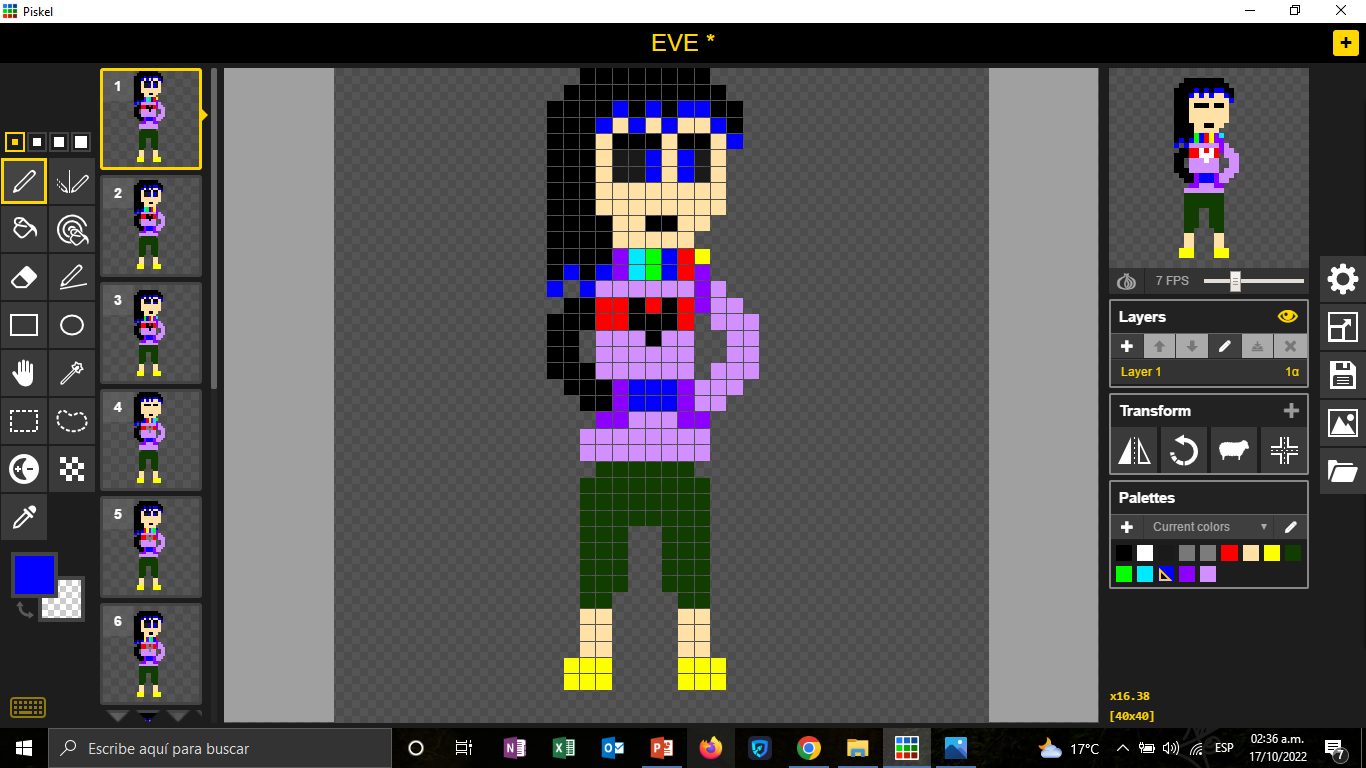 Piskel
EVE *
1
2
3
4
5
6
7 FPS
Layers
Layer 1
1α
Transform
Palettes
Current colors
x16.38
[40x40]
Escribe aquí para buscar
17°C
ESP
02:36 a.m.
17/10/2022
7